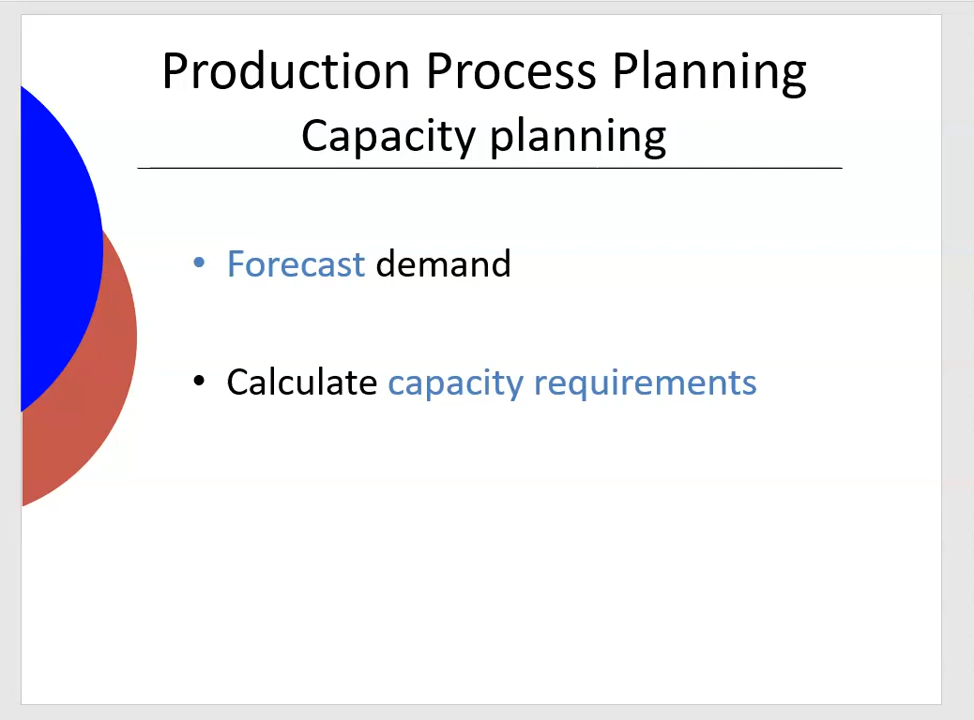 Production Process Planning
Capacity planning
• Forecast demand
• Calculate capacity requirements